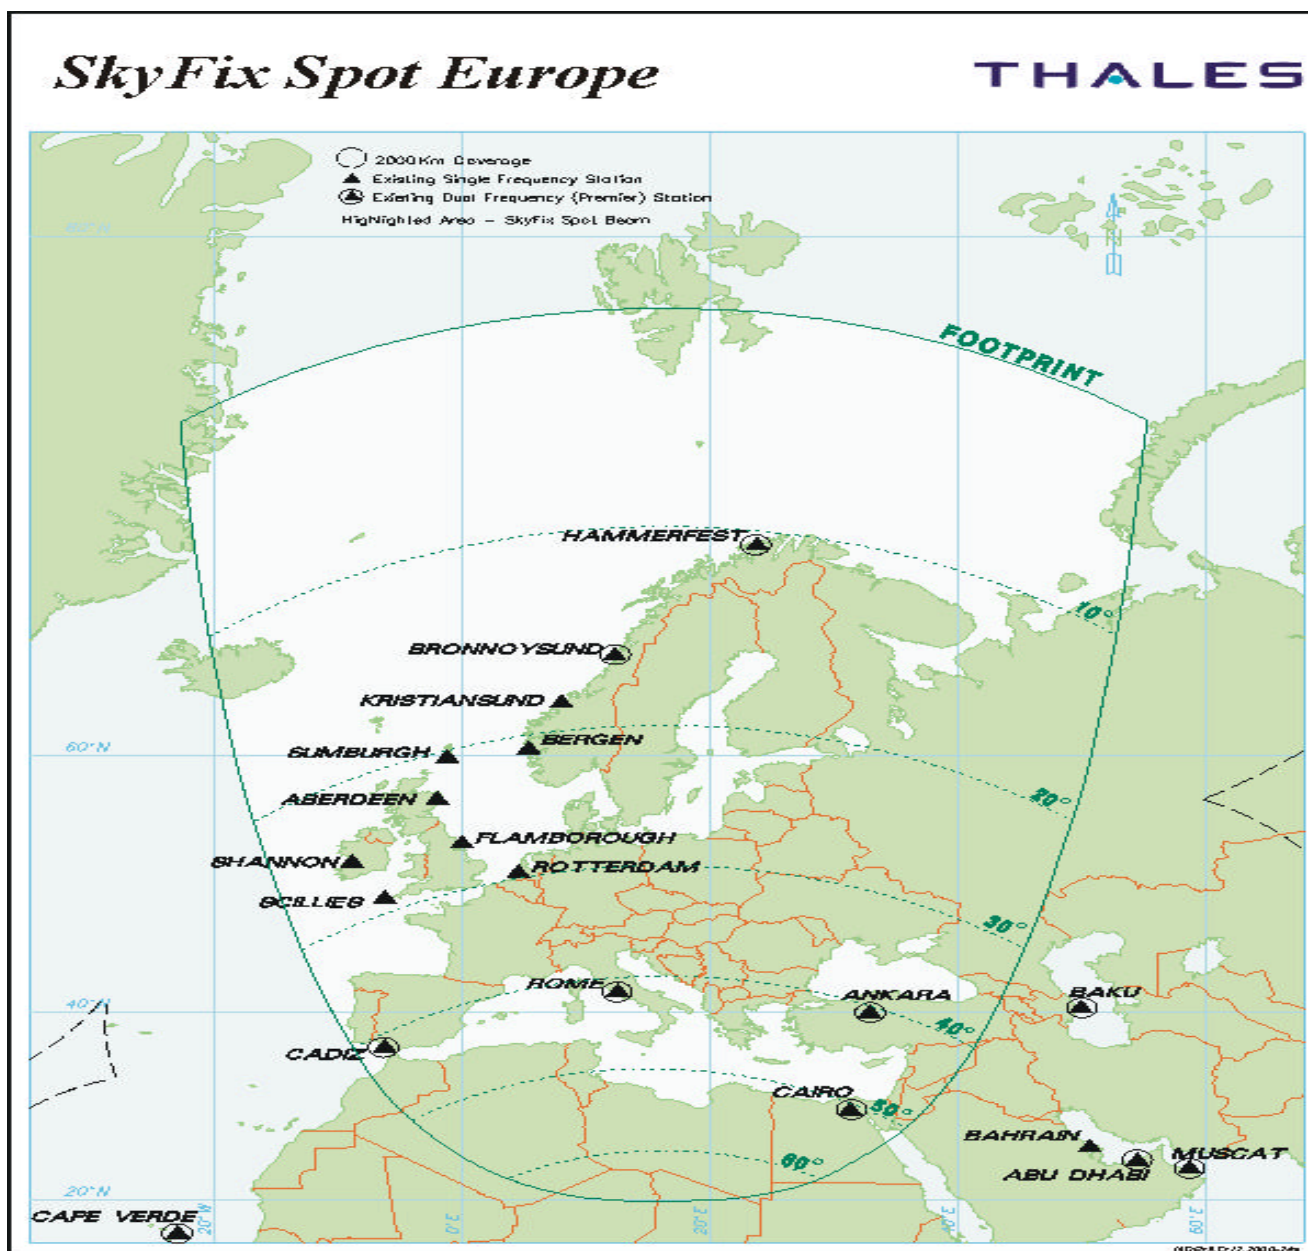 SkyFix Spot Europe
THALES
2000Km Coverage
Existing Single Frequency Station
Existing Dual Frequency (Premier) Station
HigNighted Area - SkyFix Spot Beam
FOOTPRINT
HAMMERFEST
10°
BRONNOYSUND
KRISTIANSUND
BERGEN
SUMBURGH
60°N
ABERDEEN
20°
FLAMBOROUGH
SHANNON
ROTTERDAM
SCILLIES
30°
ROME
ANKARA
BAKU
40°N
40°
CADIZ
CAIRO
50°
BAHRAIN
MUSCAT
ABU DHABI
60°
20°N
CAPE VERDE
20°W
0°E
20°E
40°E
60°E